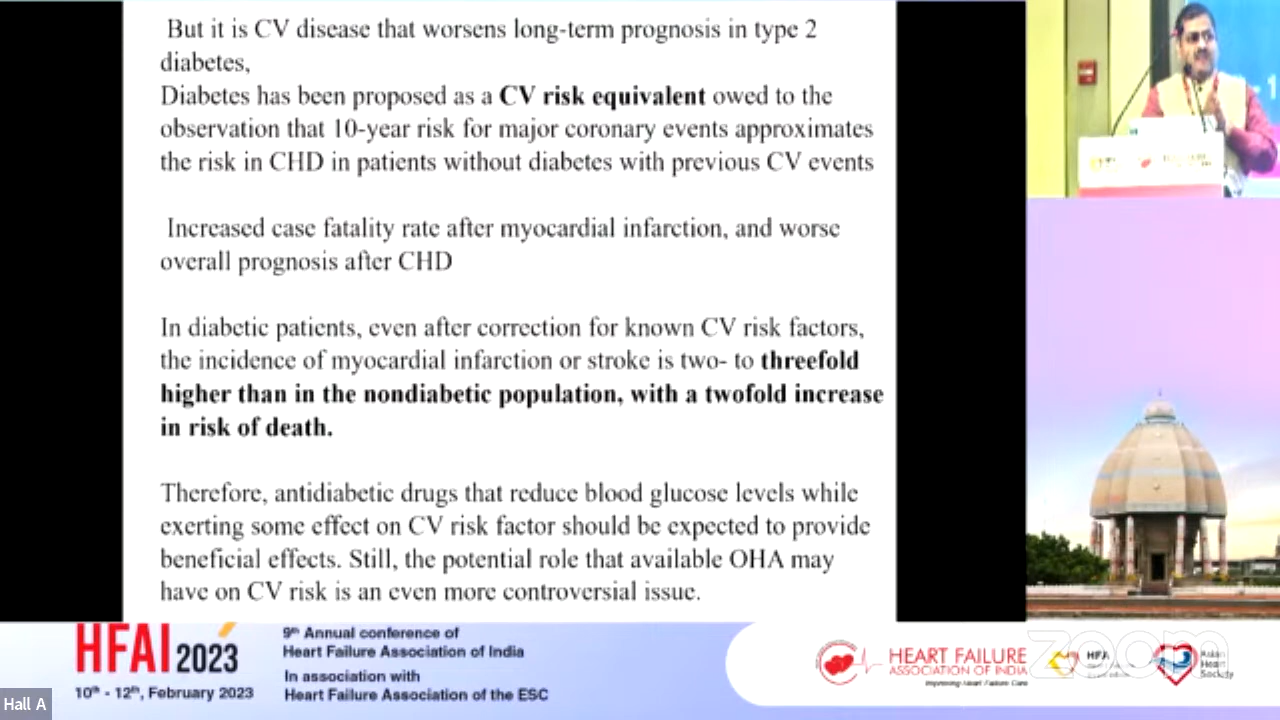 But it is CV disease that worsens long-term prognosis in type 2
diabetes,
Diabetes has been proposed as a CV risk equivalent owed to the
observation that 10-year risk for major coronary events approximates
the risk in CHD in patients without diabetes with previous CV events
Increased case fatality rate after myocardial infarction, and worse
overall prognosis after CHD
In diabetic patients, even after correction for known CV risk factors,
the incidence of myocardial infarction or stroke is two- to threefold
higher than in the nondiabetic population, with a twofold increase
in risk of death.
Therefore, antidiabetic drugs that reduce blood glucose levels while
exerting some effect on CV risk factor should be expected to provide
beneficial effects. Still, the potential role that available OHA may
have on CV risk is an even more controversial issue.
HFAI 2023
10th - 12th, February 2023
9th Annual conference of
Heart Failure Association of India
In association with
Heart Failure Association of the ESC
HEART FAILURE
ASSOCIATION OF INDIA
Improving Heart Failure Care
HFA
Asian
Heart
Society
zoom
Hall A